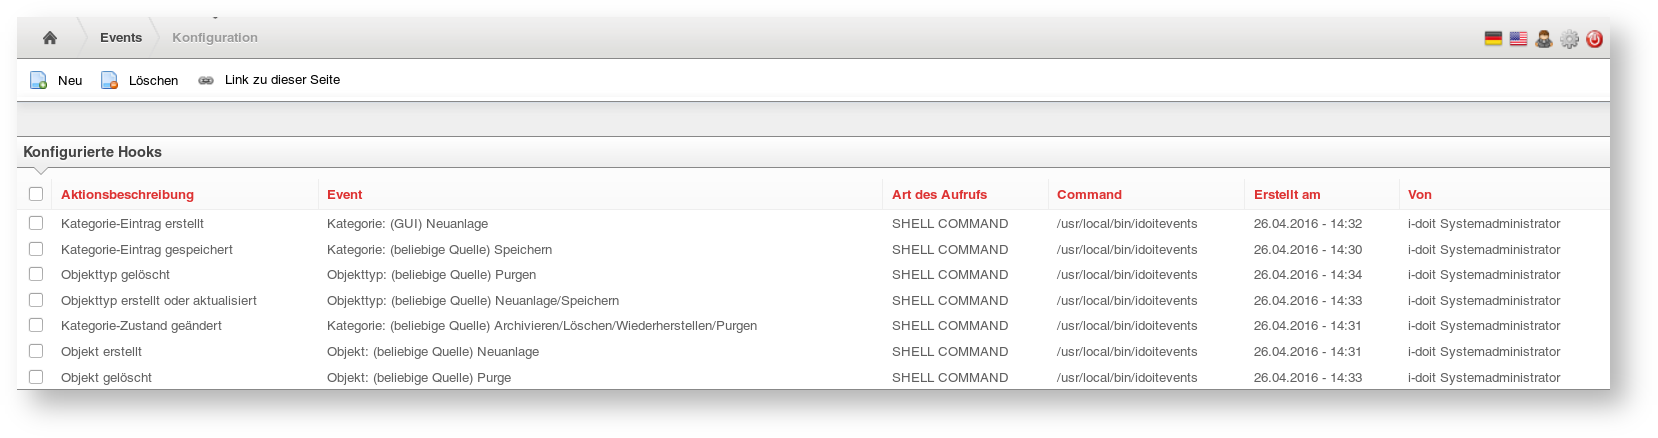 Events Konfiguration
Neu Löschen Link zu dieser Seite
Konfigurierte Hooks
Aktionsbeschreibung Event Art des Aufrufs Command Erstellt am Von
Kategorie-Eintrag erstellt Kategorie: (GUI) Neuanlage SHELL COMMAND /usr/local/bin/idoitevents 26.04.2016 - 14:32 i-doit Systemadministrator
Kategorie-Eintrag gespeichert Kategorie: (beliebige Quelle) Speichern SHELL COMMAND /usr/local/bin/idoitevents 26.04.2016 - 14:30 i-doit Systemadministrator
Objekttyp gelöscht Objekttyp: (beliebige Quelle) Purgen SHELL COMMAND /usr/local/bin/idoitevents 26.04.2016 - 14:34 i-doit Systemadministrator
Objekttyp erstellt oder aktualisiert Objekttyp: (beliebige Quelle) Neuanlage/Speichern SHELL COMMAND /usr/local/bin/idoitevents 26.04.2016 - 14:33 i-doit Systemadministrator
Kategorie-Zustand geändert Kategorie: (beliebige Quelle) Archivieren/Löschen/Wiederherstellen/Purgen SHELL COMMAND /usr/local/bin/idoitevents 26.04.2016 - 14:31 i-doit Systemadministrator
Objekt erstellt Objekt: (beliebige Quelle) Neuanlage SHELL COMMAND /usr/local/bin/idoitevents 26.04.2016 - 14:31 i-doit Systemadministrator
Objekt gelöscht Objekt: (beliebige Quelle) Purge SHELL COMMAND /usr/local/bin/idoitevents 26.04.2016 - 14:33 i-doit Systemadministrator